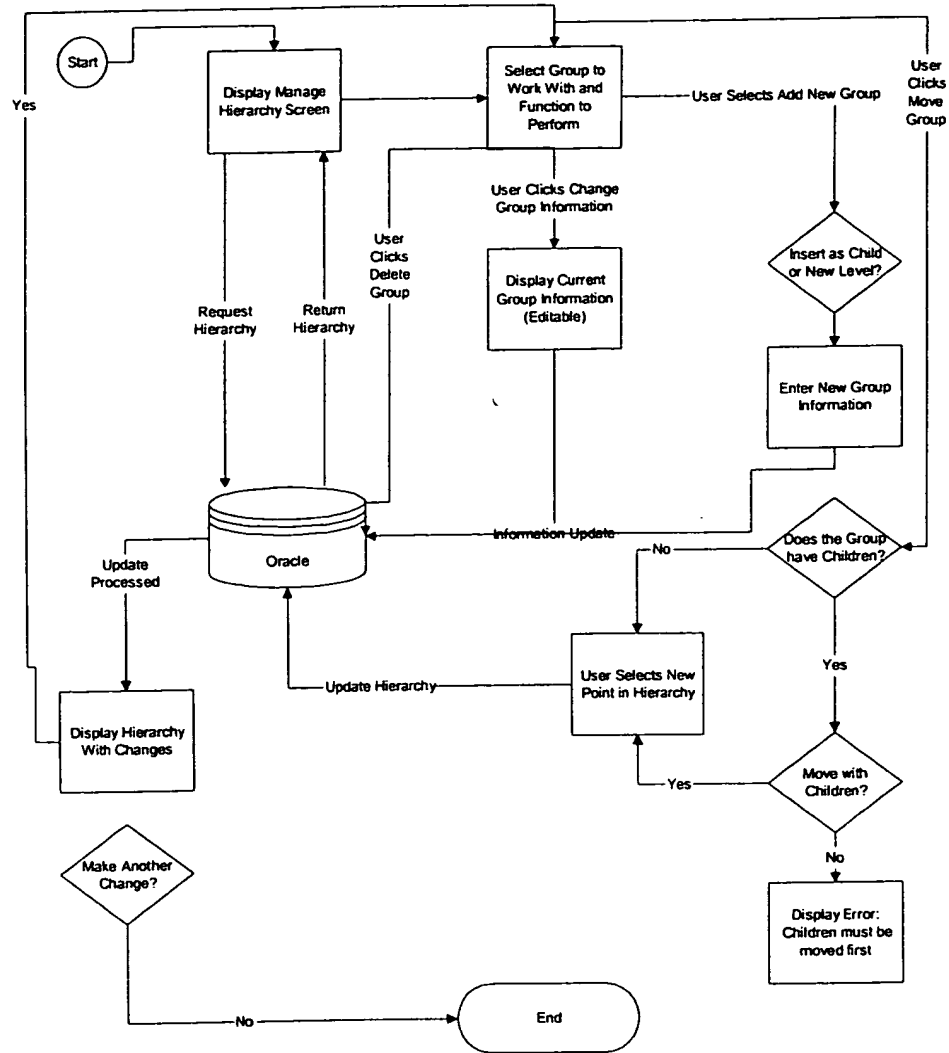 Start
Yes
Display Manage
Hierarchy Screen
Select Group to
Work With and
Function to
Perform
User Selects Add New Group
User
Clicks
Move
Group
User Clicks Change
Group Information
User
Clicks
Delete
Group
Insert as Child
or New Level?
Display Current
Group Information
(Editable)
Request
Hierarchy
Return
Hierarchy
Enter New Group
Information
Information Update
Oracle
Does the Group
have Children?
No
Update
Processed
Yes
User Selects New
Point in Hierarchy
Update Hierarchy
Display Hierarchy
With Changes
Move with
Children?
Yes
No
Make Another
Change?
Display Error:
Children must be
moved first
No
End